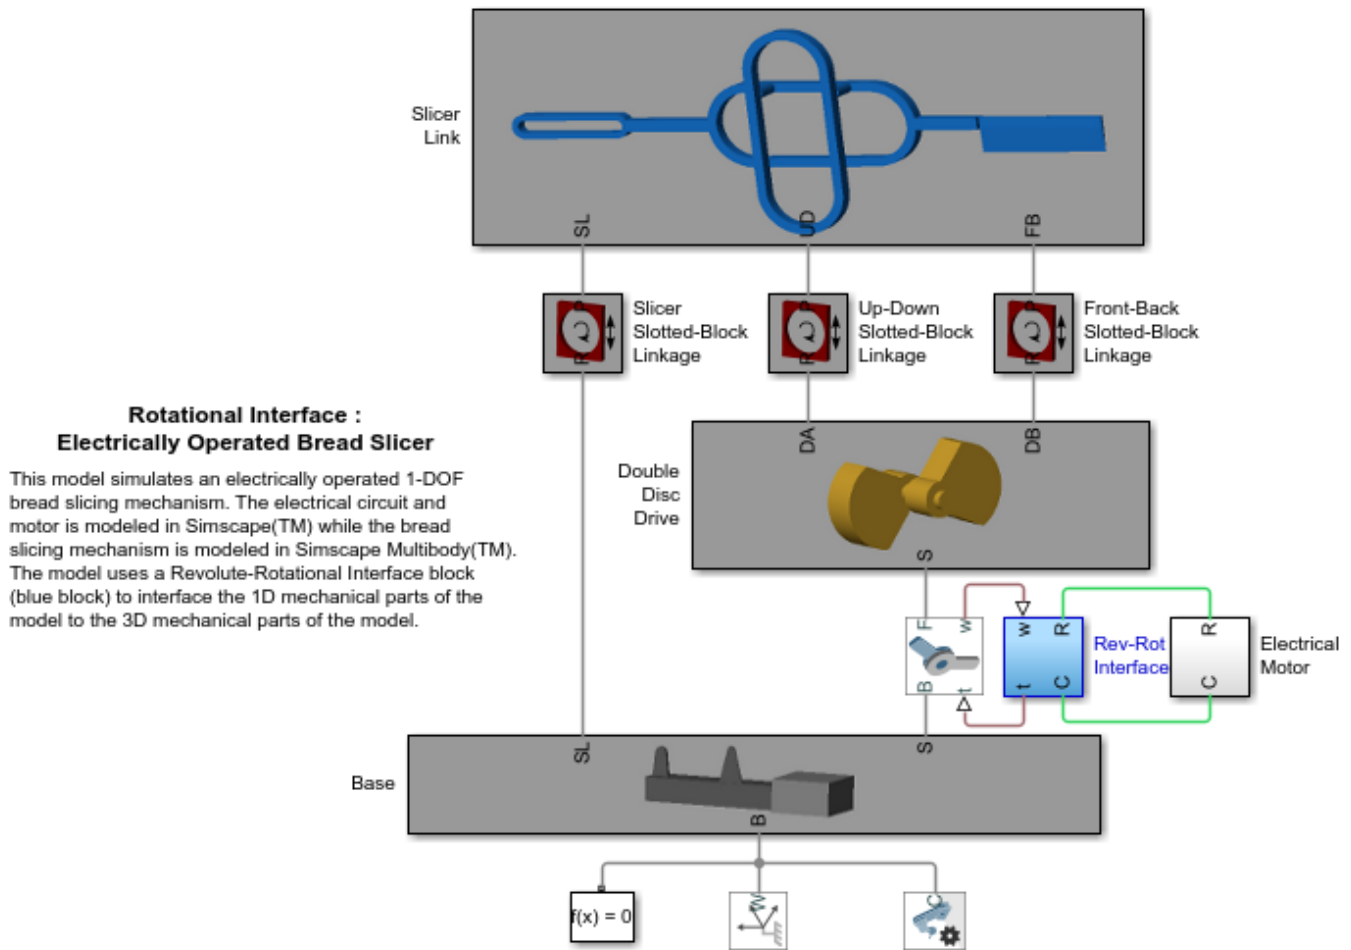 Slicer
Link
SL
UD
FB
P
R
Slicer
Slotted-Block
Linkage
P
R
Up-Down
Slotted-Block
Linkage
P
R
Front-Back
Slotted-Block
Linkage
Rotational Interface :
Electrically Operated Bread Slicer
This model simulates an electrically operated 1-DOF
bread slicing mechanism. The electrical circuit and
motor is modeled in Simscape(TM) while the bread
slicing mechanism is modeled in Simscape Multibody(TM).
The model uses a Revolute-Rotational Interface block
(blue block) to interface the 1D mechanical parts of the
model to the 3D mechanical parts of the model.
DA
DB
Double
Disc
Drive
S
F
w
B
t
w
R
t
C
Rev-Rot
Interface
R
C
Electrical
Motor
SL
S
Base
B
f(x) = 0
W
C